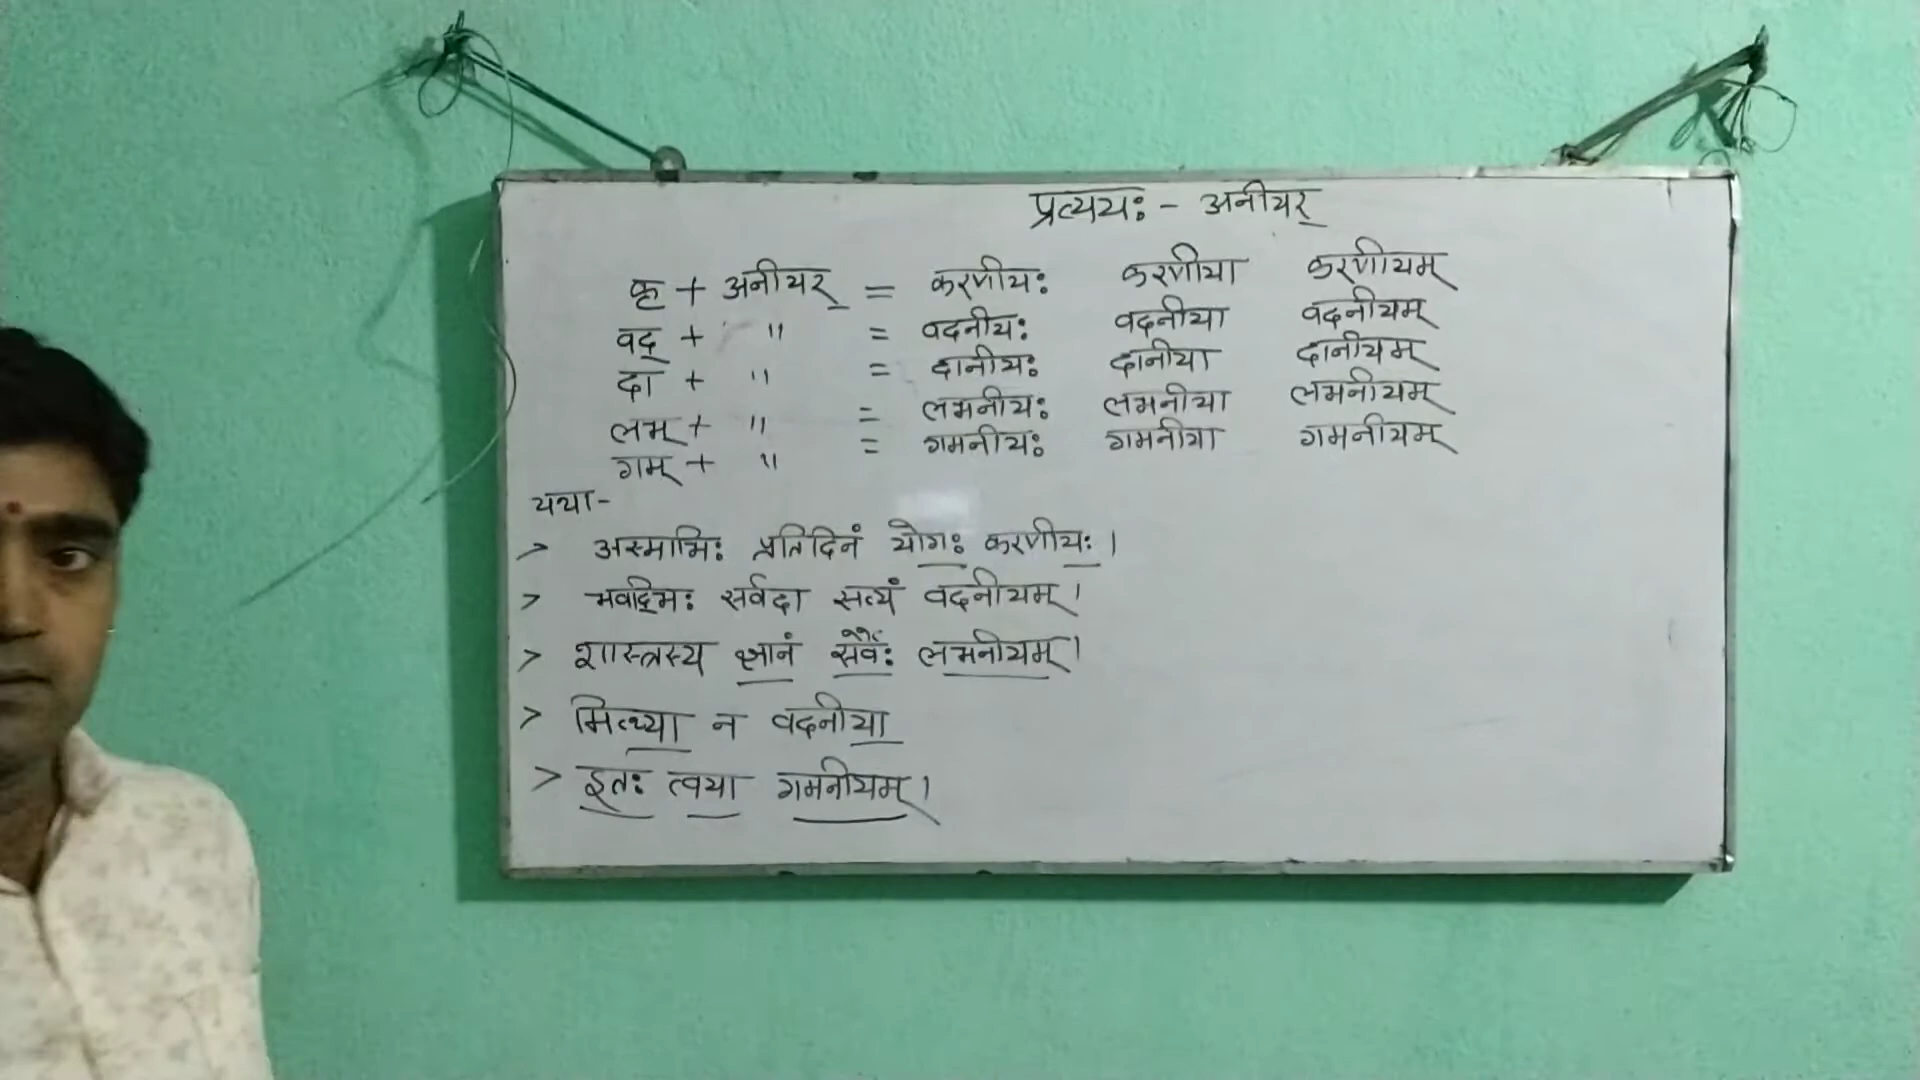 प्रत्ययः - अनीयर्
कृ + अनीयर् = करणीयः करणीया करणीयम्
वद् + " = वदनीयः वदनीया वदनीयम्
दा + " = दानीयः दानीया दानीयम्
लभ् + " = लभनीयः लभनीया लभनीयम्
गम् + " = गमनीयः गमनीया गमनीयम्
यथा-
> अस्माभिः प्रतिदिनं योगः करणीयः ।
> भवद्भिः सर्वदा सत्यं वदनीयम् ।
> शास्त्रस्य ज्ञानं सर्वैः लभनीयम् ।
> मिथ्या न वदनीया
> इतः त्वया गमनीयम् ।